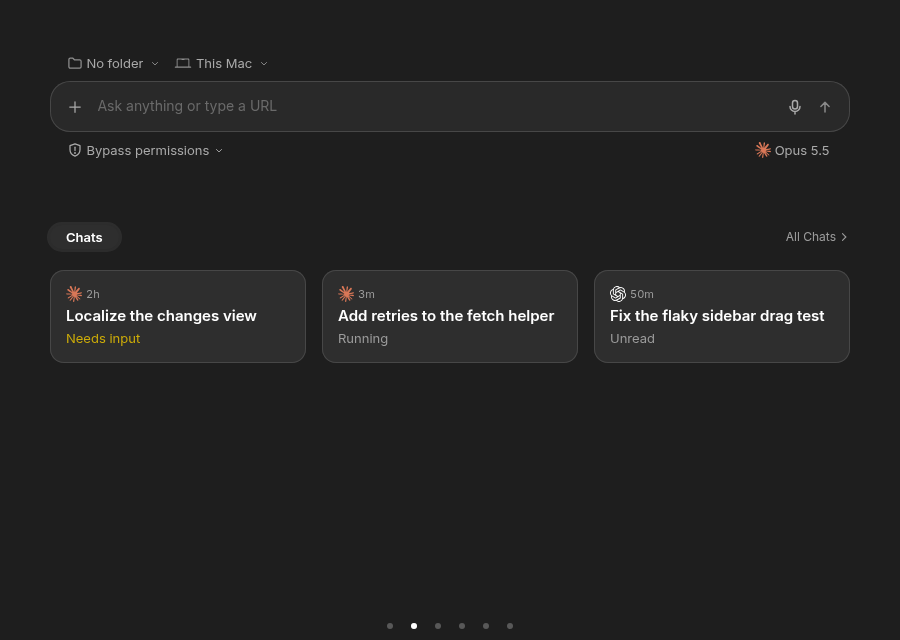 No folder
This Mac
Ask anything or type a URL
Bypass permissions
Opus 5.5
Chats
All Chats
2h
Localize the changes view
Needs input
3m
Add retries to the fetch helper
Running
50m
Fix the flaky sidebar drag test
Unread